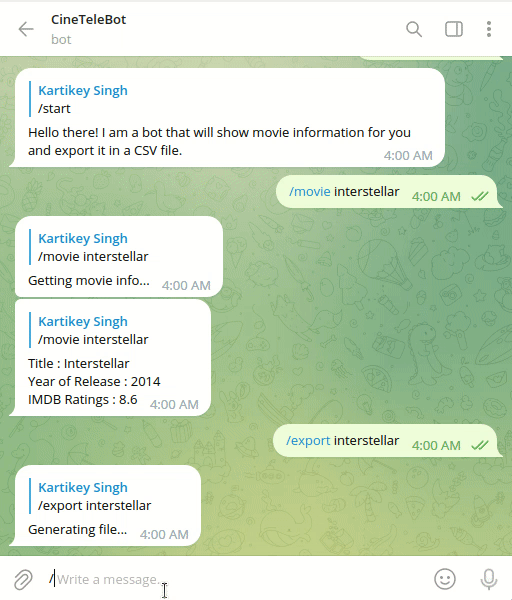 CineTeleBot
bot
Kartikey Singh
/start
Hello there! I am a bot that will show movie information for you
and export it in a CSV file.
4:00 AM
/movie interstellar
4:00 AM
Kartikey Singh
/movie interstellar
Getting movie info...
4:00 AM
Kartikey Singh
/movie interstellar
Title : Interstellar
Year of Release : 2014
IMDB Ratings : 8.6
4:00 AM
/export interstellar
4:00 AM
Kartikey Singh
/export interstellar
Generating file...
4:00 AM
/Write a message...